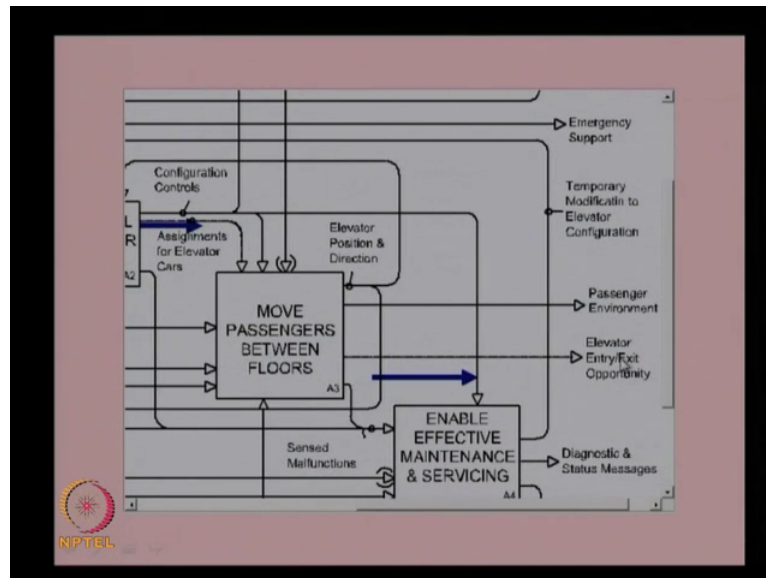 Emergency
Support
Configuration
Controls
Temporary
Modificatin to
Elevator
Configuration
7
L
R
A2
Assignments
for Elevator
Cars
Elevator
Position &
Direction
MOVE
PASSENGERS
BETWEEN
FLOORS
A3
Passenger
Environment
Elevator
Entry/Exit
Opportunity
Sensed
Malfunctions
ENABLE
EFFECTIVE
MAINTENANCE
& SERVICING
A4
Diagnostic &
Status Messages
NPTEL